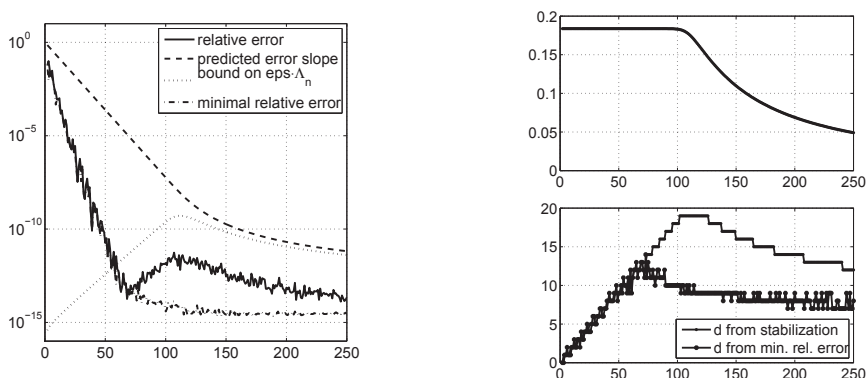 10^0
10^-5
10^-10
10^-15
0 50 100 150 200 250
relative error
predicted error slope
bound on eps·Λ_n
minimal relative error
0.2
0.15
0.1
0.05
0
0 50 100 150 200 250
20
15
10
5
0
0 50 100 150 200 250
d from stabilization
d from min. rel. error